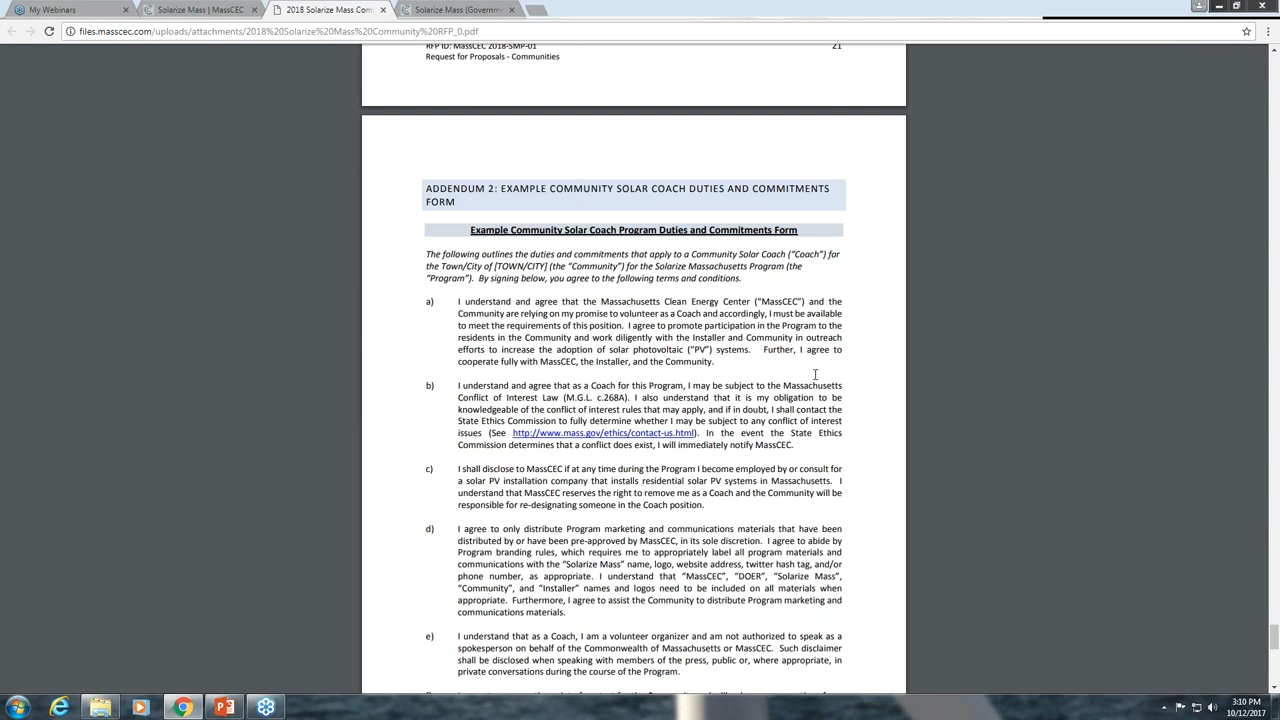 My Webinars
Solarize Mass | MassCEC
2018 Solarize Mass Com
Solarize Mass (Governm
files.masscec.com/uploads/attachments/2018%20Solarize%20Mass%20Community%20RFP_0.pdf
RFP ID: MassCEC 2018-SMP-01 21
Request for Proposals - Communities
ADDENDUM 2: EXAMPLE COMMUNITY SOLAR COACH DUTIES AND COMMITMENTS
FORM
Example Community Solar Coach Program Duties and Commitments Form
The following outlines the duties and commitments that apply to a Community Solar Coach ("Coach") for
the Town/City of [TOWN/CITY] (the "Community") for the Solarize Massachusetts Program (the
"Program"). By signing below, you agree to the following terms and conditions.
a) I understand and agree that the Massachusetts Clean Energy Center ("MassCEC") and the
Community are relying on my promise to volunteer as a Coach and accordingly, I must be available
to meet the requirements of this position. I agree to promote participation in the Program to the
residents in the Community and work diligently with the Installer and Community in outreach
efforts to increase the adoption of solar photovoltaic ("PV") systems. Further, I agree to
cooperate fully with MassCEC, the Installer, and the Community.
b) I understand and agree that as a Coach for this Program, I may be subject to the Massachusetts
Conflict of Interest Law (M.G.L. c.268A). I also understand that it is my obligation to be
knowledgeable of the conflict of interest rules that may apply, and if in doubt, I shall contact the
State Ethics Commission to fully determine whether I may be subject to any conflict of interest
issues (See http://www.mass.gov/ethics/contact-us.html). In the event the State Ethics
Commission determines that a conflict does exist, I will immediately notify MassCEC.
c) I shall disclose to MassCEC if at any time during the Program I become employed by or consult for
a solar PV installation company that installs residential solar PV systems in Massachusetts. I
understand that MassCEC reserves the right to remove me as a Coach and the Community will be
responsible for re-designating someone in the Coach position.
d) I agree to only distribute Program marketing and communications materials that have been
distributed by or have been pre-approved by MassCEC, in its sole discretion. I agree to abide by
Program branding rules, which requires me to appropriately label all program materials and
communications with the "Solarize Mass" name, logo, website address, twitter hash tag, and/or
phone number, as appropriate. I understand that "MassCEC", "DOER", "Solarize Mass",
"Community", and "Installer" names and logos need to be included on all materials when
appropriate. Furthermore, I agree to assist the Community to distribute Program marketing and
communications materials.
e) I understand that as a Coach, I am a volunteer organizer and am not authorized to speak as a
spokesperson on behalf of the Commonwealth of Massachusetts or MassCEC. Such disclaimer
shall be disclosed when speaking with members of the press, public or, where appropriate, in
private conversations during the course of the Program.
3:10 PM
10/12/2017